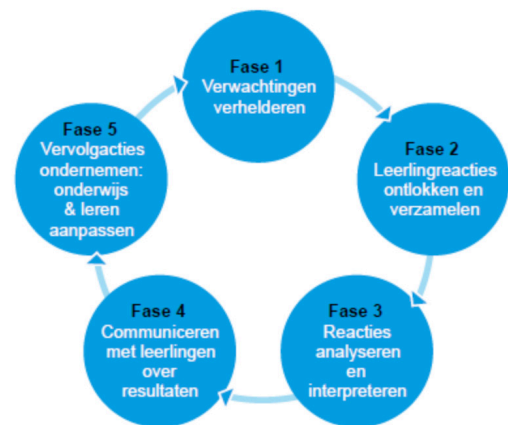 Fase 1
Verwachtingen
verhelderen
Fase 2
Leerlingreacties
ontlokken en
verzamelen
Fase 3
Reacties
analyseren
en
interpreteren
Fase 4
Communiceren
met leerlingen
over
resultaten
Fase 5
Vervolgacties
ondernemen:
onderwijs
& leren
aanpassen